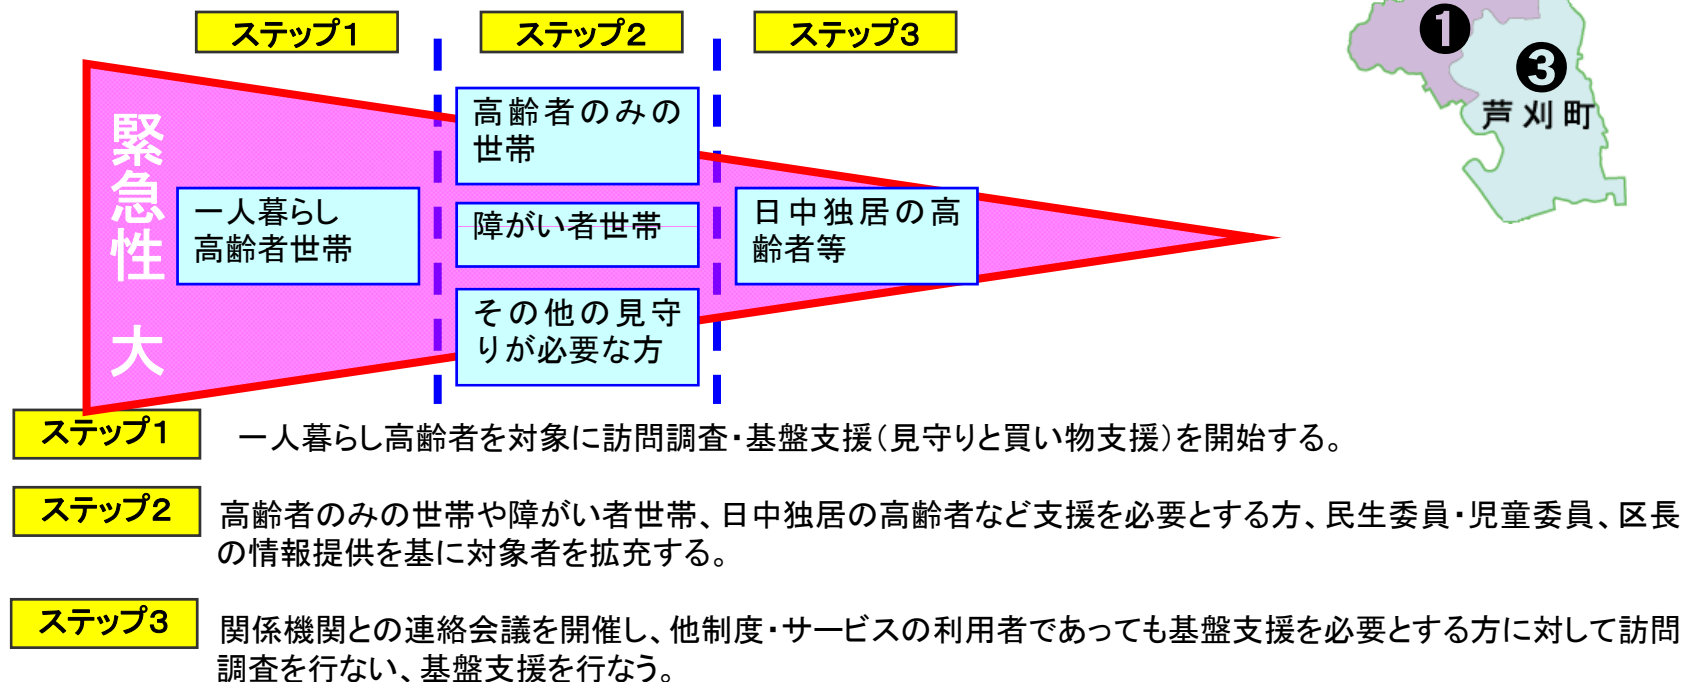 ステップ1
ステップ2
ステップ3
❶
❸
芦刈町
緊急性 大
一人暮らし
高齢者世帯
高齢者のみの
世帯
障がい者世帯
その他の見守
りが必要な方
日中独居の高
齢者等
ステップ1
一人暮らし高齢者を対象に訪問調査・基盤支援(見守りと買い物支援)を開始する。
ステップ2
高齢者のみの世帯や障がい者世帯、日中独居の高齢者など支援を必要とする方、民生委員・児童委員、区長
の情報提供を基に対象者を拡充する。
ステップ3
関係機関との連絡会議を開催し、他制度・サービスの利用者であっても基盤支援を必要とする方に対して訪問
調査を行ない、基盤支援を行なう。